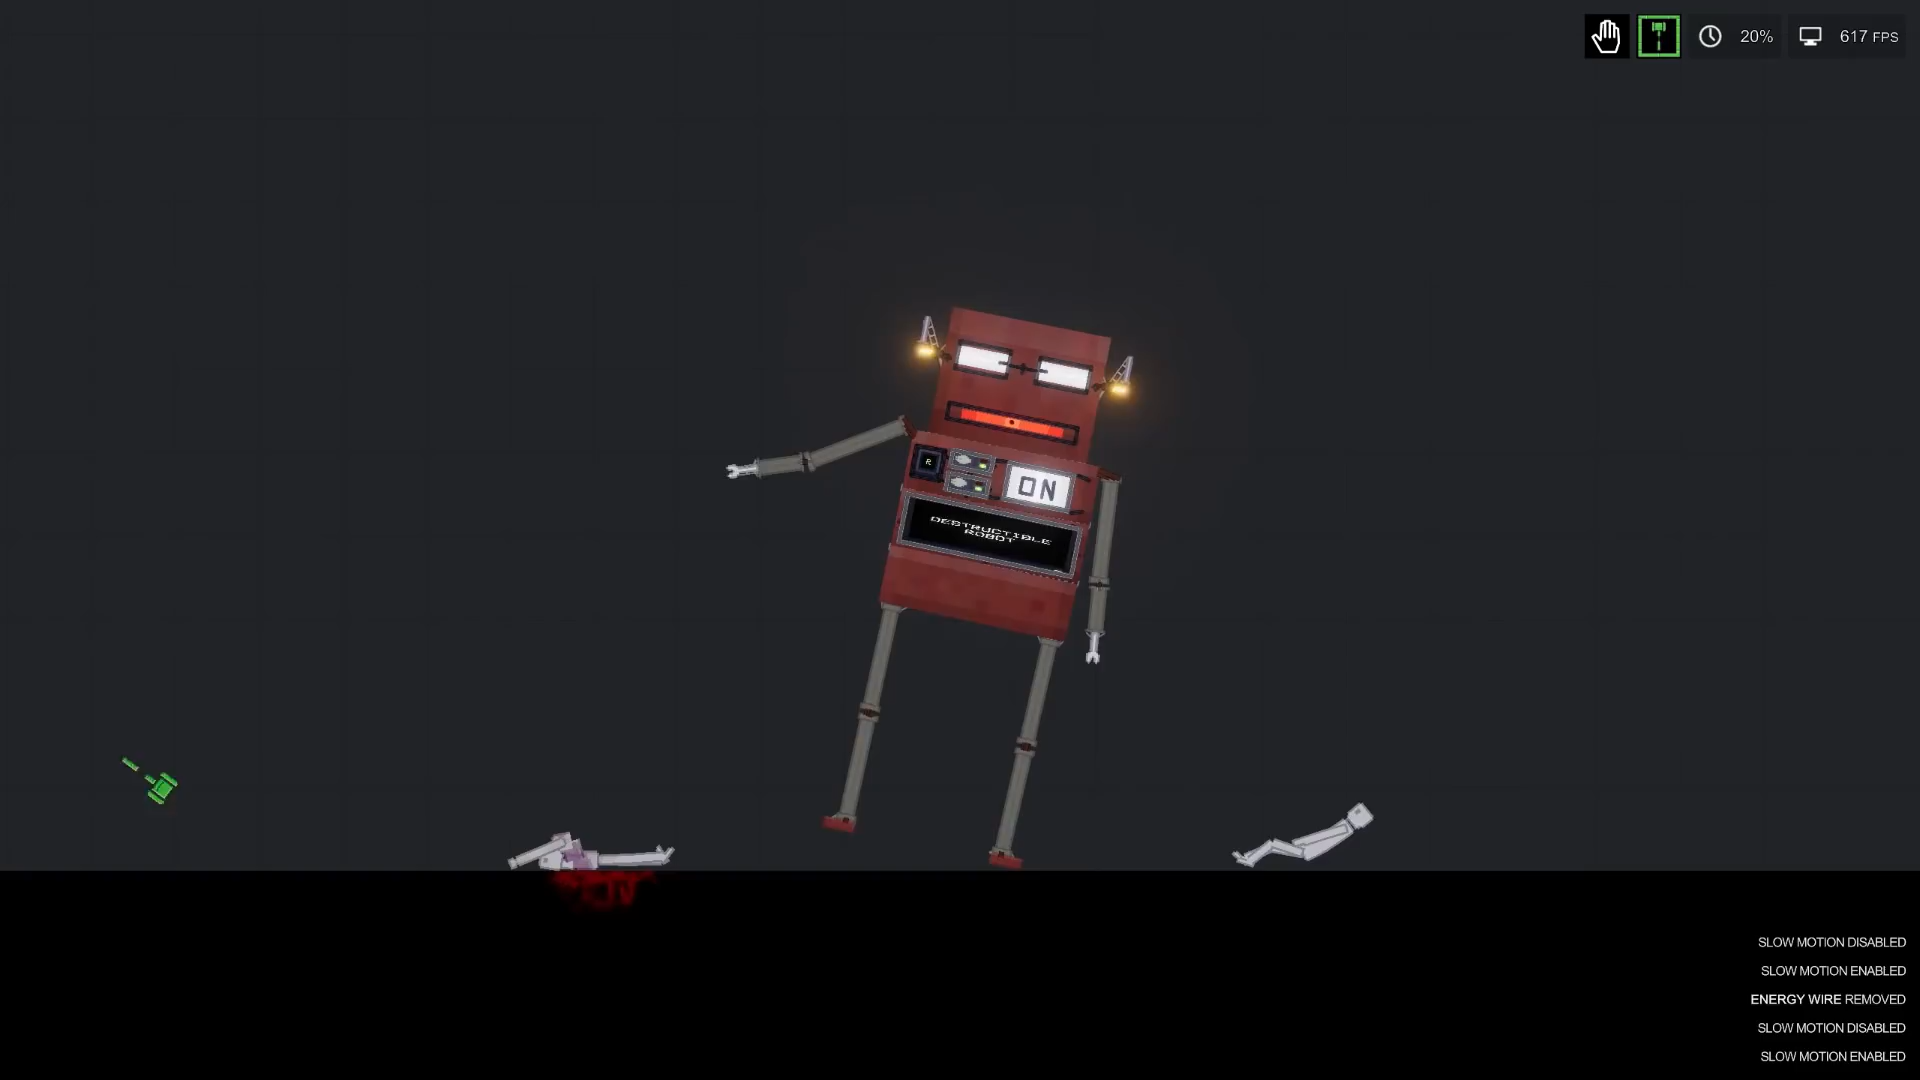 20%
617 FPS
R
ON
DESTRUCTIBLE
ROBOT
SLOW MOTION DISABLED
SLOW MOTION ENABLED
ENERGY WIRE REMOVED
SLOW MOTION DISABLED
SLOW MOTION ENABLED